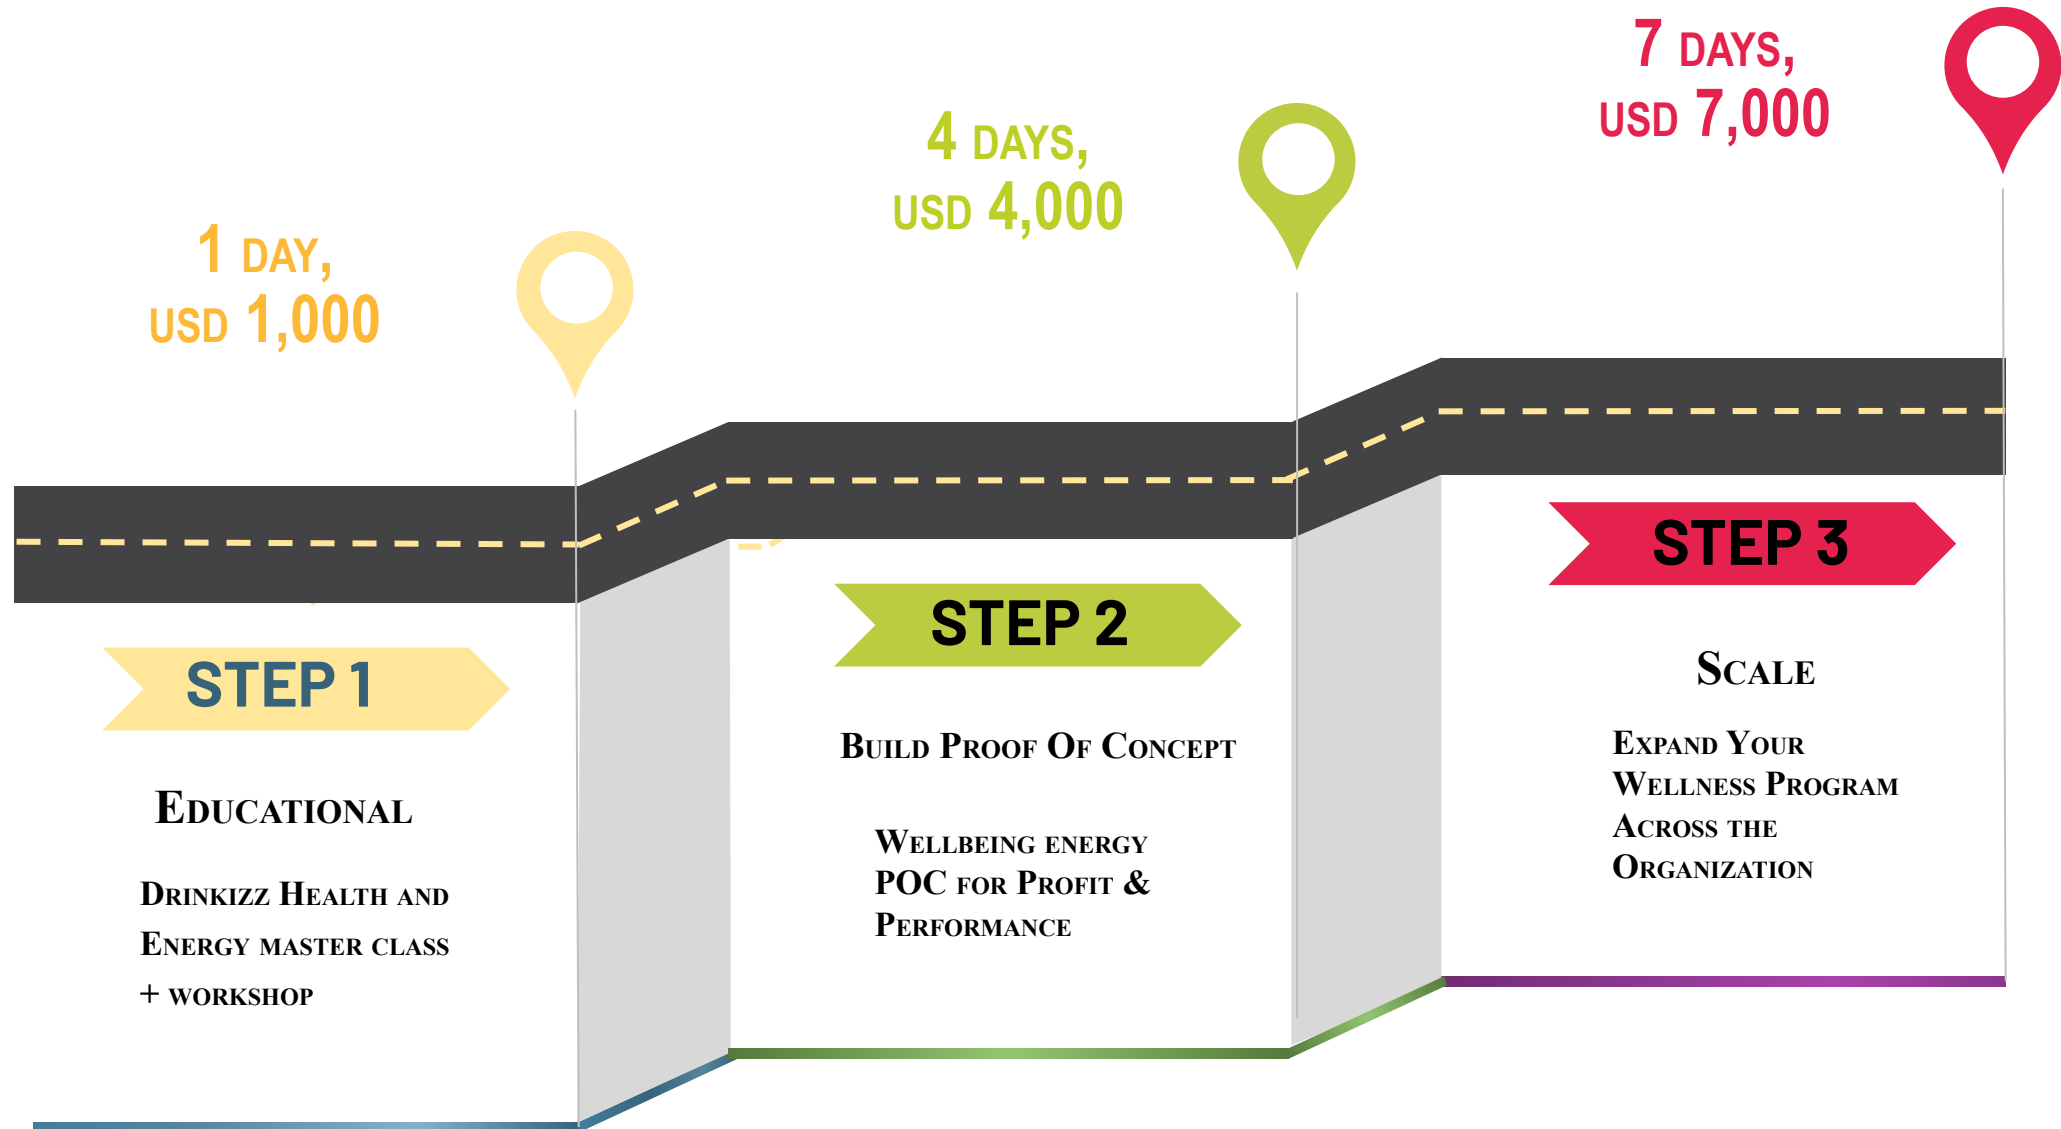 1 DAY,
USD 1,000
STEP 1
EDUCATIONAL
DRINKIZZ HEALTH AND
ENERGY MASTER CLASS
+ WORKSHOP
4 DAYS,
USD 4,000
STEP 2
BUILD PROOF OF CONCEPT
WELLBEING ENERGY
POC FOR PROFIT &
PERFORMANCE
7 DAYS,
USD 7,000
STEP 3
SCALE
EXPAND YOUR
WELLNESS PROGRAM
ACROSS THE
ORGANIZATION